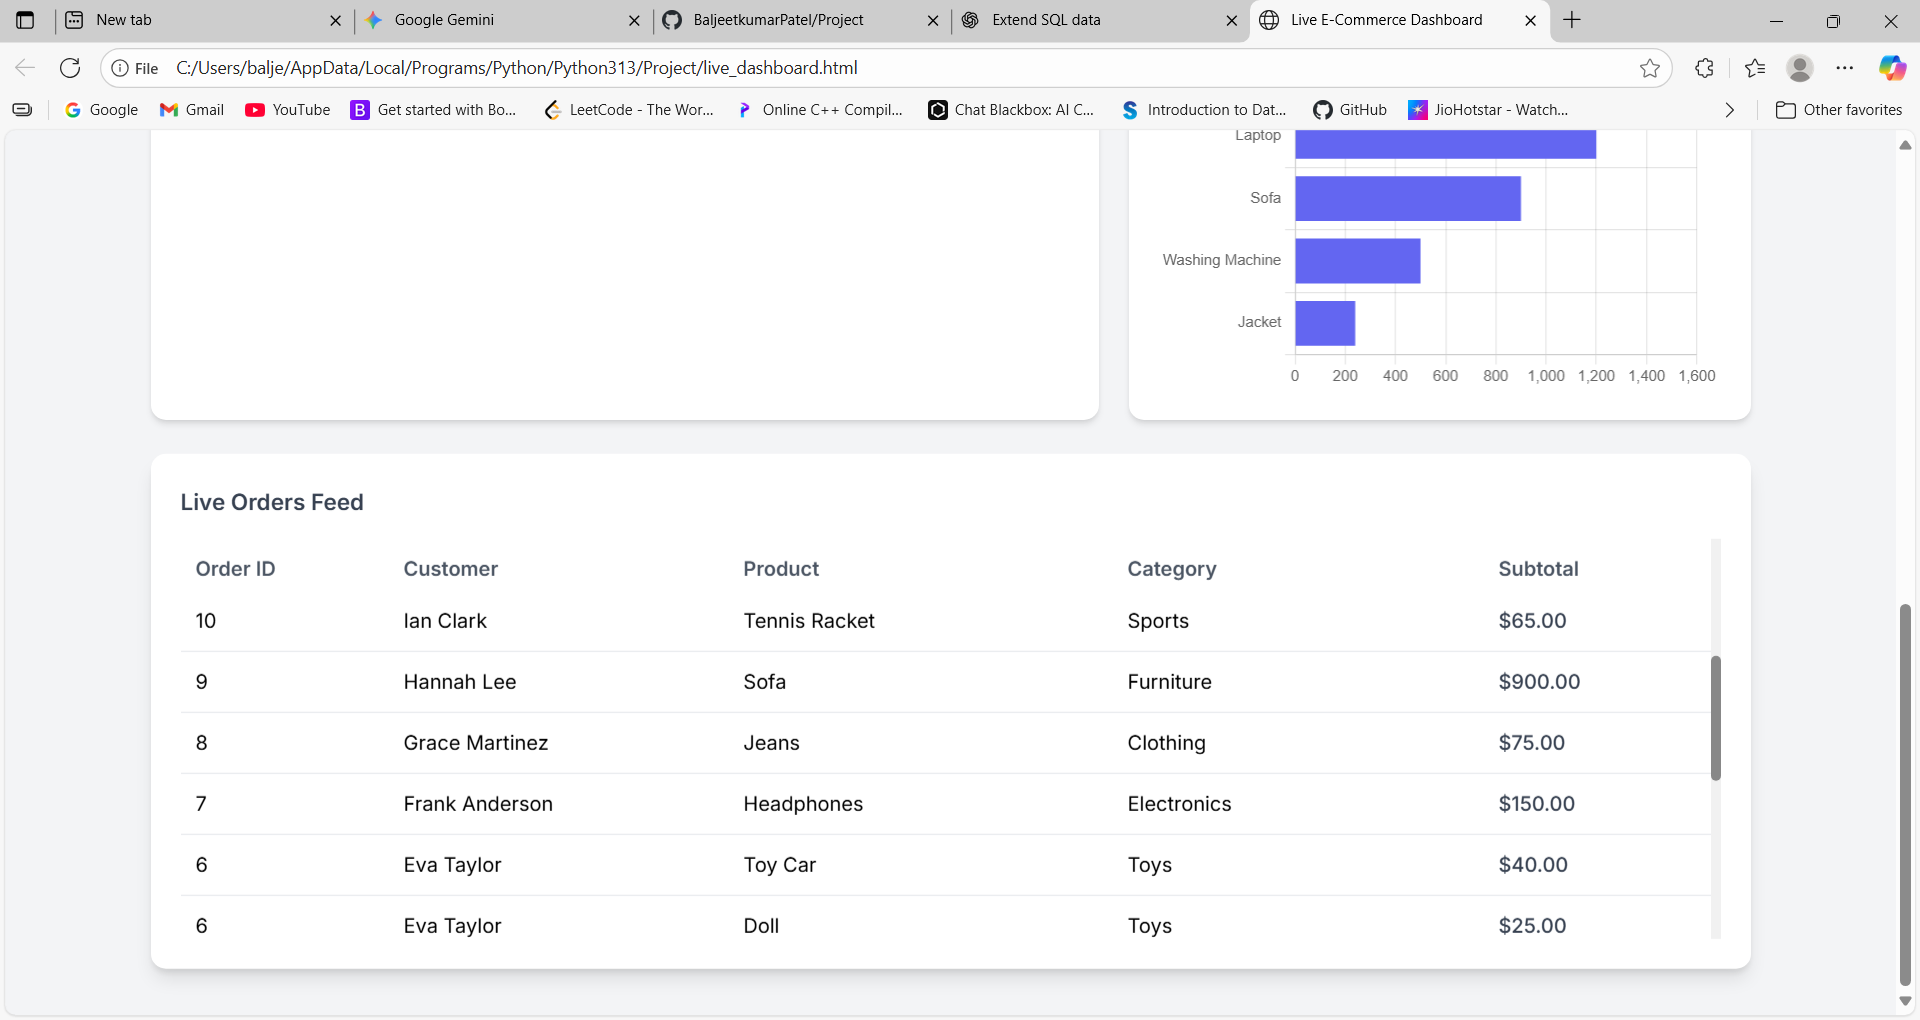 New tab
Google Gemini
BaljeetkumarPatel/Project
Extend SQL data
Live E-Commerce Dashboard
File C:/Users/balje/AppData/Local/Programs/Python/Python313/Project/live_dashboard.html
Google
Gmail
YouTube
B Get started with Bo...
LeetCode - The Wor...
Online C++ Compil...
Chat Blackbox: AI C...
Introduction to Dat...
GitHub
JioHotstar - Watch...
Other favorites
Laptop
Sofa
Washing Machine
Jacket
0 200 400 600 800 1,000 1,200 1,400 1,600
Live Orders Feed
Order ID Customer Product Category Subtotal
10 Ian Clark Tennis Racket Sports $65.00
9 Hannah Lee Sofa Furniture $900.00
8 Grace Martinez Jeans Clothing $75.00
7 Frank Anderson Headphones Electronics $150.00
6 Eva Taylor Toy Car Toys $40.00
6 Eva Taylor Doll Toys $25.00